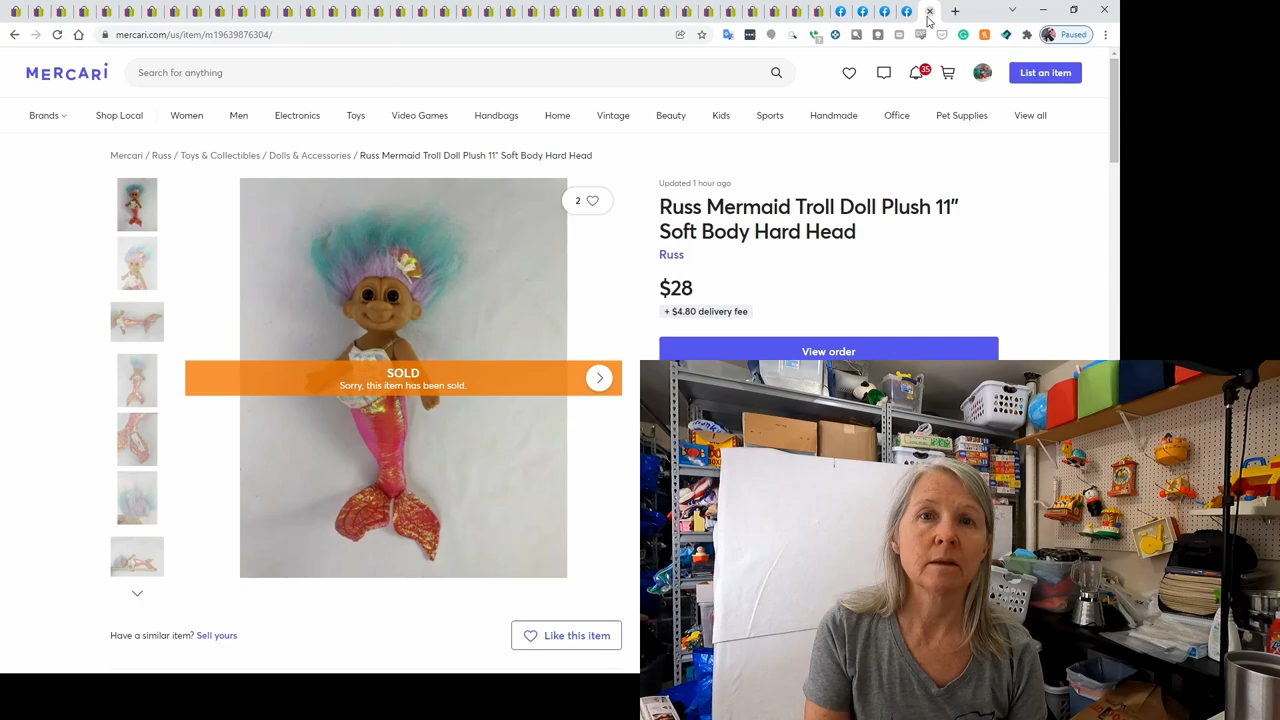 Paused
mercari.com/us/item/m19639876304/
MERCARI
Search for anything
35
List an item
Brands
Shop Local
Women
Men
Electronics
Toys
Video Games
Handbags
Home
Vintage
Beauty
Kids
Sports
Handmade
Office
Pet Supplies
View all
Mercari / Russ / Toys & Collectibles / Dolls & Accessories / Russ Mermaid Troll Doll Plush 11" Soft Body Hard Head
2
Updated 1 hour ago
Russ Mermaid Troll Doll Plush 11"
Soft Body Hard Head
Russ
$28
+ $4.80 delivery fee
View order
SOLD
Sorry, this item has been sold.
Have a similar item? Sell yours
Like this item